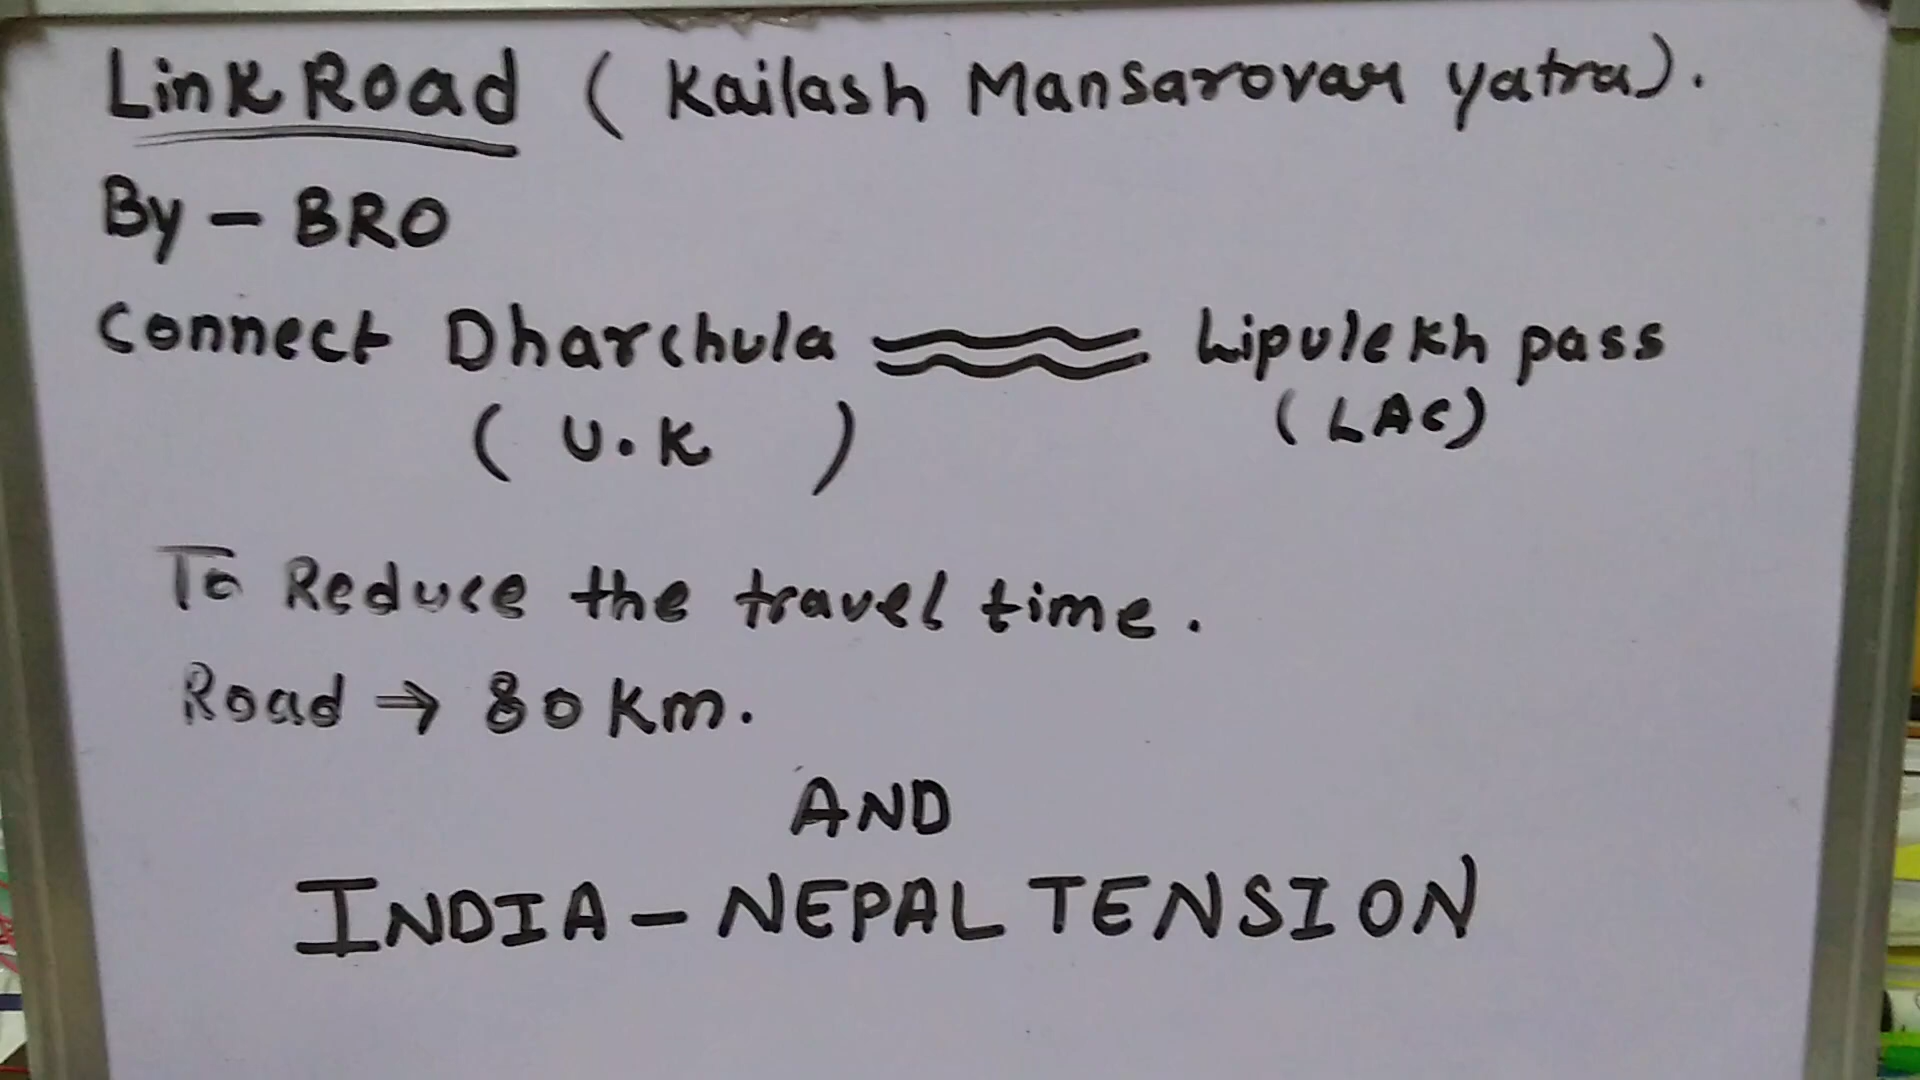 Link Road ( Kailash Mansarovar yatra).
By - BRO
Connect Dharchula Lipulekh pass
( U.K ) (LAC)
To Reduce the travel time.
Road → 80 Km.
AND
INDIA - NEPAL TENSION